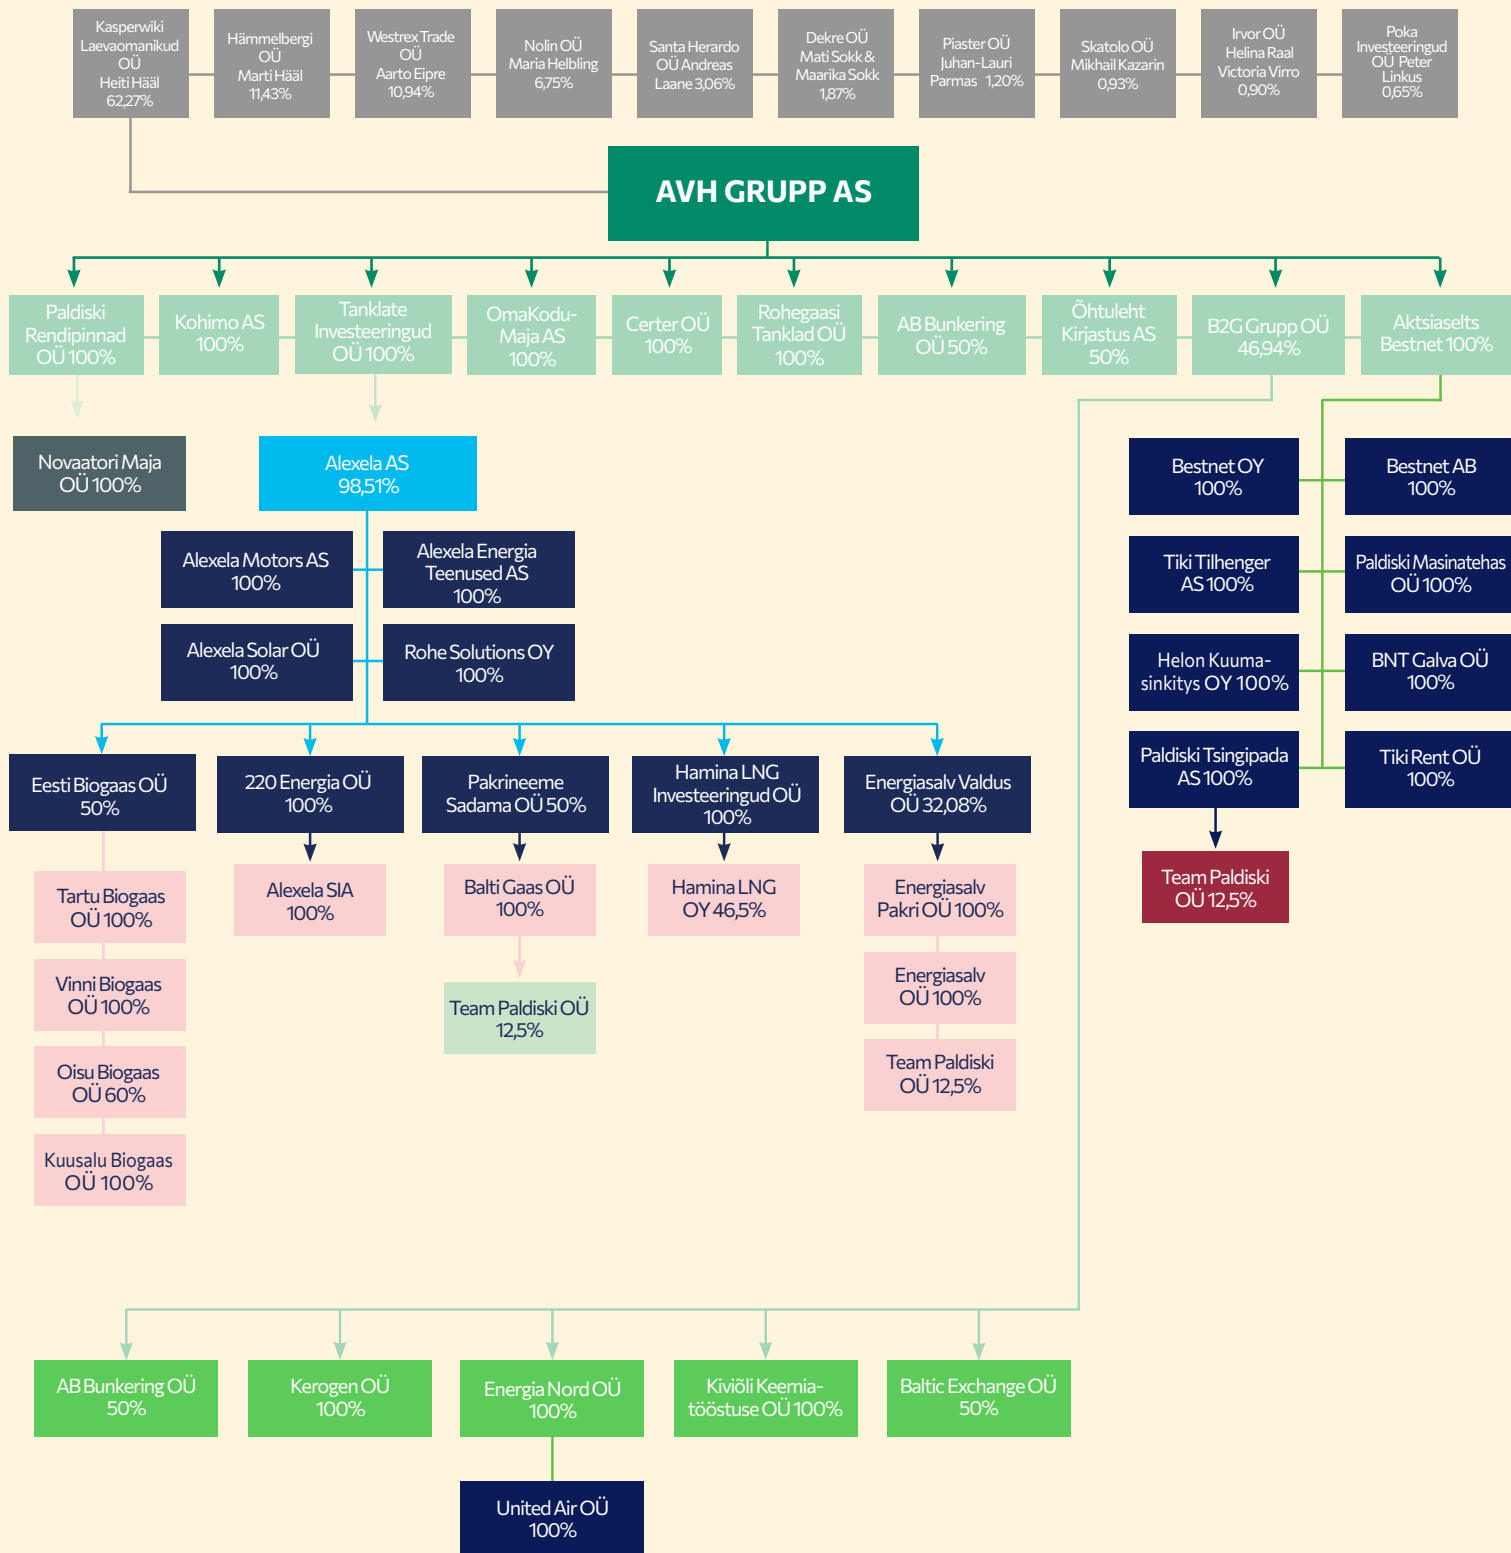 Kasperwiki
Laevaomanikud
OÜ
Heiti Hääl
62,27%
Hämmelbergi
OÜ
Marti Hääl
11,43%
Westrex Trade
OÜ
Aarto Eipre
10,94%
Nolin OÜ
Maria Helbling
6,75%
Santa Herardo
OÜ Andreas
Laane 3,06%
Dekre OÜ
Mati Sokk &
Maarika Sokk
1,87%
Piaster OÜ
Juhan-Lauri
Parmas 1,20%
Skatolo OÜ
Mikhail Kazarin
0,93%
Irvor OÜ
Helina Raal
Victoria Virro
0,90%
Poka
Investeeringud
OÜ Peter
Linkus
0,65%
AVH GRUPP AS
Paldiski
Rendipinnad
OÜ 100%
Kohimo AS
100%
Tanklate
Investeeringud
OÜ 100%
OmaKodu-
Maja AS
100%
Certer OÜ
100%
Rohegaasi
Tanklad OÜ
100%
AB Bunkering
OÜ 50%
Õhtuleht
Kirjastus AS
50%
B2G Grupp OÜ
46,94%
Aktsiaselts
Bestnet 100%
Novaatori Maja
OÜ 100%
Alexela AS
98,51%
Alexela Motors AS
100%
Alexela Energia
Teenused AS
100%
Alexela Solar OÜ
100%
Rohe Solutions OY
100%
Bestnet OY
100%
Bestnet AB
100%
Tiki Tilhenger
AS 100%
Paldiski Masinatehas
OÜ 100%
Helon Kuuma-
sinkitys OY 100%
BNT Galva OÜ
100%
Paldiski Tsingipada
AS 100%
Tiki Rent OÜ
100%
Team Paldiski
OÜ 12,5%
Eesti Biogaas OÜ
50%
220 Energia OÜ
100%
Pakrineeme
Sadama OÜ 50%
Hamina LNG
Investeeringud OÜ
100%
Energiasalv Valdus
OÜ 32,08%
Tartu Biogaas
OÜ 100%
Alexela SIA
100%
Balti Gaas OÜ
100%
Hamina LNG
OY 46,5%
Energiasalv
Pakri OÜ 100%
Vinni Biogaas
OÜ 100%
Team Paldiski OÜ
12,5%
Energiasalv
OÜ 100%
Oisu Biogaas
OÜ 60%
Team Paldiski
OÜ 12,5%
Kuusalu Biogaas
OÜ 100%
AB Bunkering OÜ
50%
Kerogen OÜ
100%
Energia Nord OÜ
100%
Kiviõli Keemia-
tööstuse OÜ 100%
Baltic Exchange OÜ
50%
United Air OÜ
100%